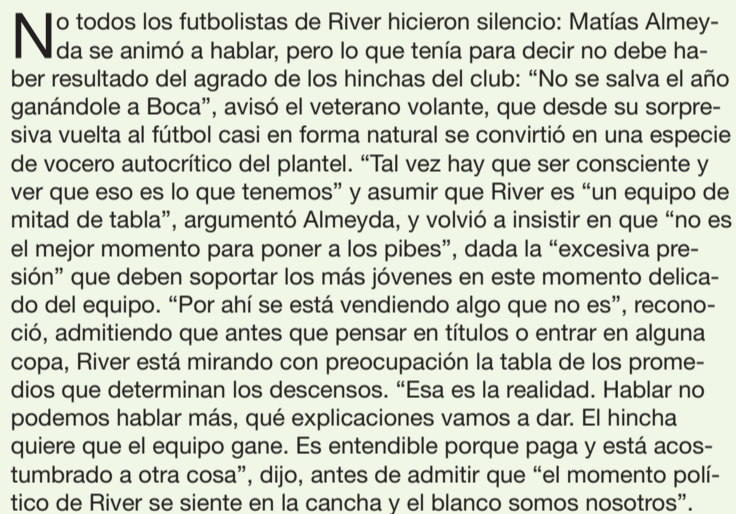 No todos los futbolistas de River hicieron silencio: Matías Almey-
da se animó a hablar, pero lo que tenía para decir no debe ha-
ber resultado del agrado de los hinchas del club: “No se salva el año
ganándole a Boca”, avisó el veterano volante, que desde su sorpre-
siva vuelta al fútbol casi en forma natural se convirtió en una especie
de vocero autocrítico del plantel. “Tal vez hay que ser consciente y
ver que eso es lo que tenemos” y asumir que River es “un equipo de
mitad de tabla”, argumentó Almeyda, y volvió a insistir en que “no es
el mejor momento para poner a los pibes”, dada la “excesiva pre-
sión” que deben soportar los más jóvenes en este momento delica-
do del equipo. “Por ahí se está vendiendo algo que no es”, recono-
ció, admitiendo que antes que pensar en títulos o entrar en alguna
copa, River está mirando con preocupación la tabla de los prome-
dios que determinan los descensos. “Esa es la realidad. Hablar no
podemos hablar más, qué explicaciones vamos a dar. El hincha
quiere que el equipo gane. Es entendible porque paga y está acos-
tumbrado a otra cosa”, dijo, antes de admitir que “el momento polí-
tico de River se siente en la cancha y el blanco somos nosotros”.